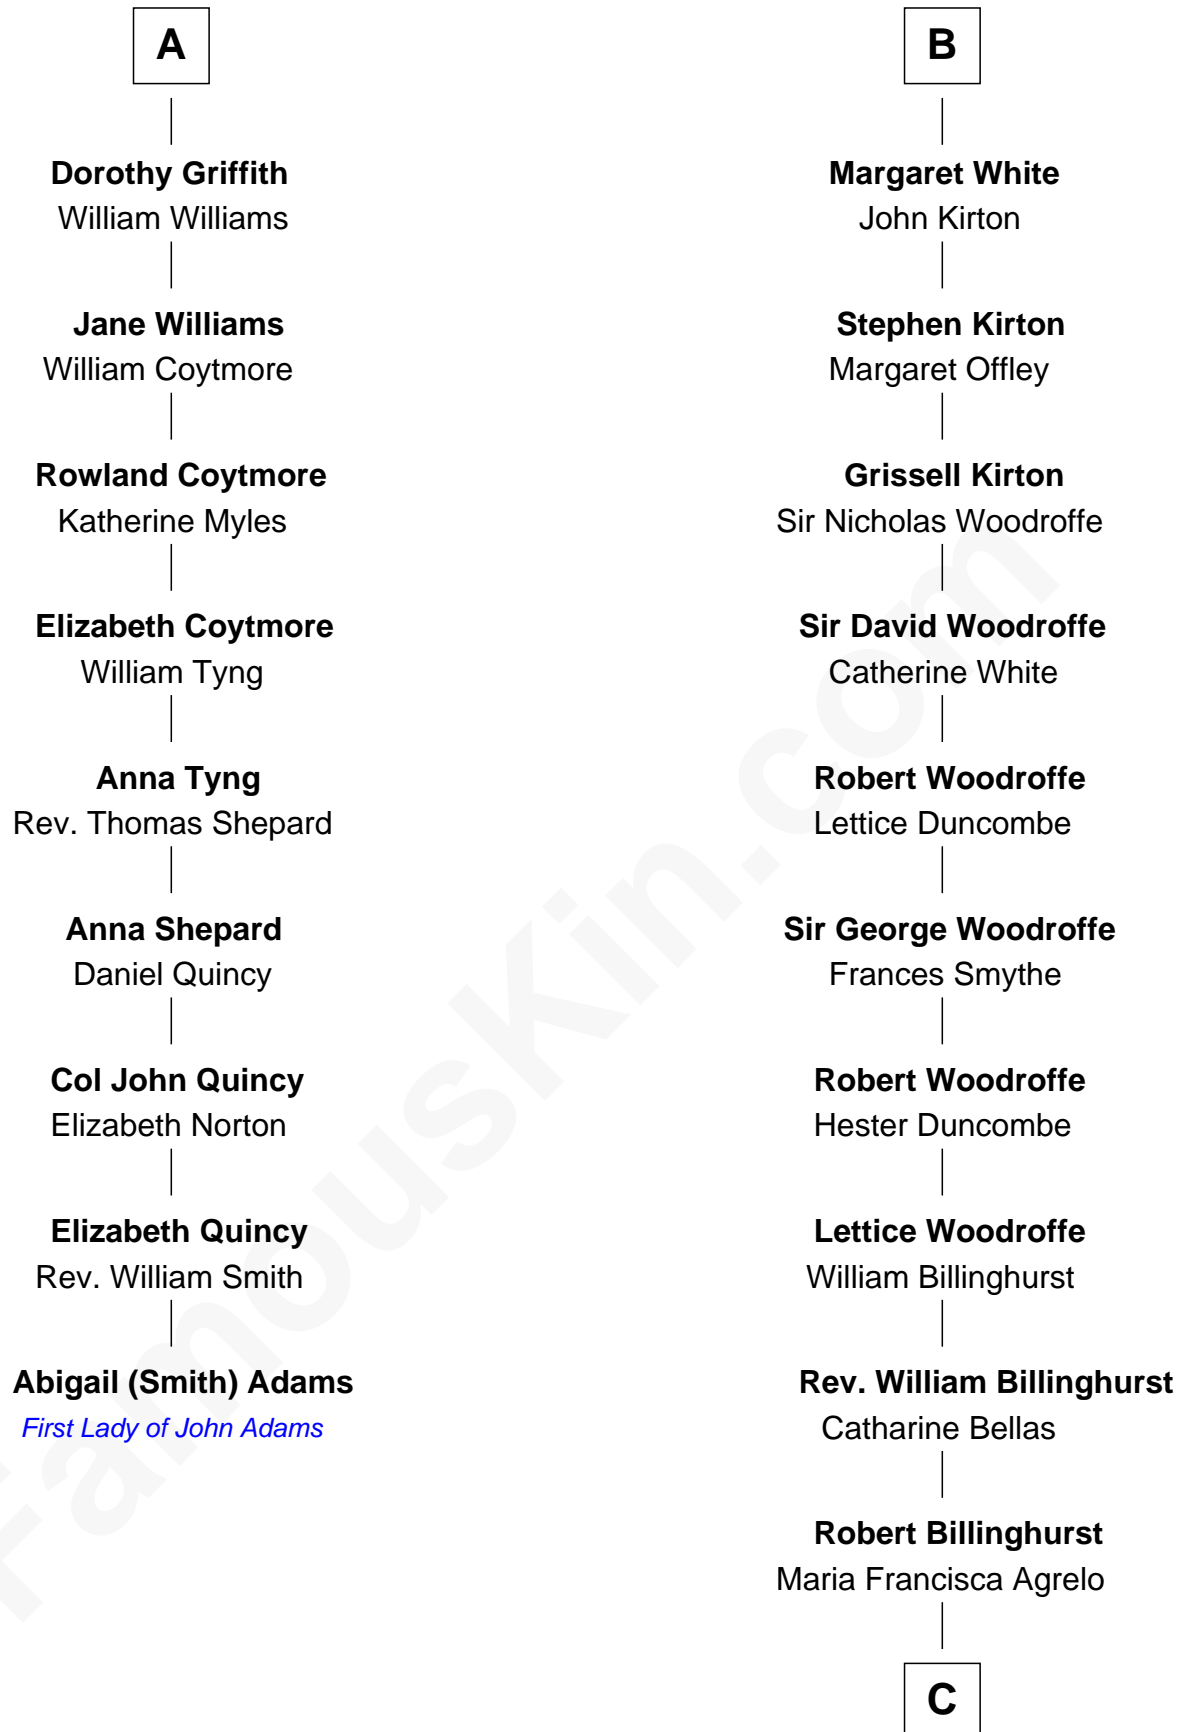 A
Dorothy Griffith
William Williams
Jane Williams
William Coytmore
Rowland Coytmore
Katherine Myles
Elizabeth Coytmore
William Tyng
Anna Tyng
Rev. Thomas Shepard
Anna Shepard
Daniel Quincy
Col John Quincy
Elizabeth Norton
Elizabeth Quincy
Rev. William Smith
Abigail (Smith) Adams
First Lady of John Adams
B
Margaret White
John Kirton
Stephen Kirton
Margaret Offley
Grissell Kirton
Sir Nicholas Woodroffe
Sir David Woodroffe
Catherine White
Robert Woodroffe
Lettice Duncombe
Sir George Woodroffe
Frances Smythe
Robert Woodroffe
Hester Duncombe
Lettice Woodroffe
William Billinghurst
Rev. William Billinghurst
Catharine Bellas
Robert Billinghurst
Maria Francisca Agrelo
C
FamousKin.com